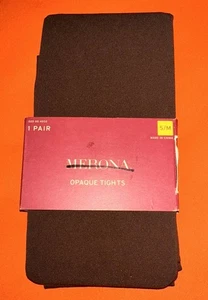 1 PAIR
S/M
MERONA
OPAQUE TIGHTS